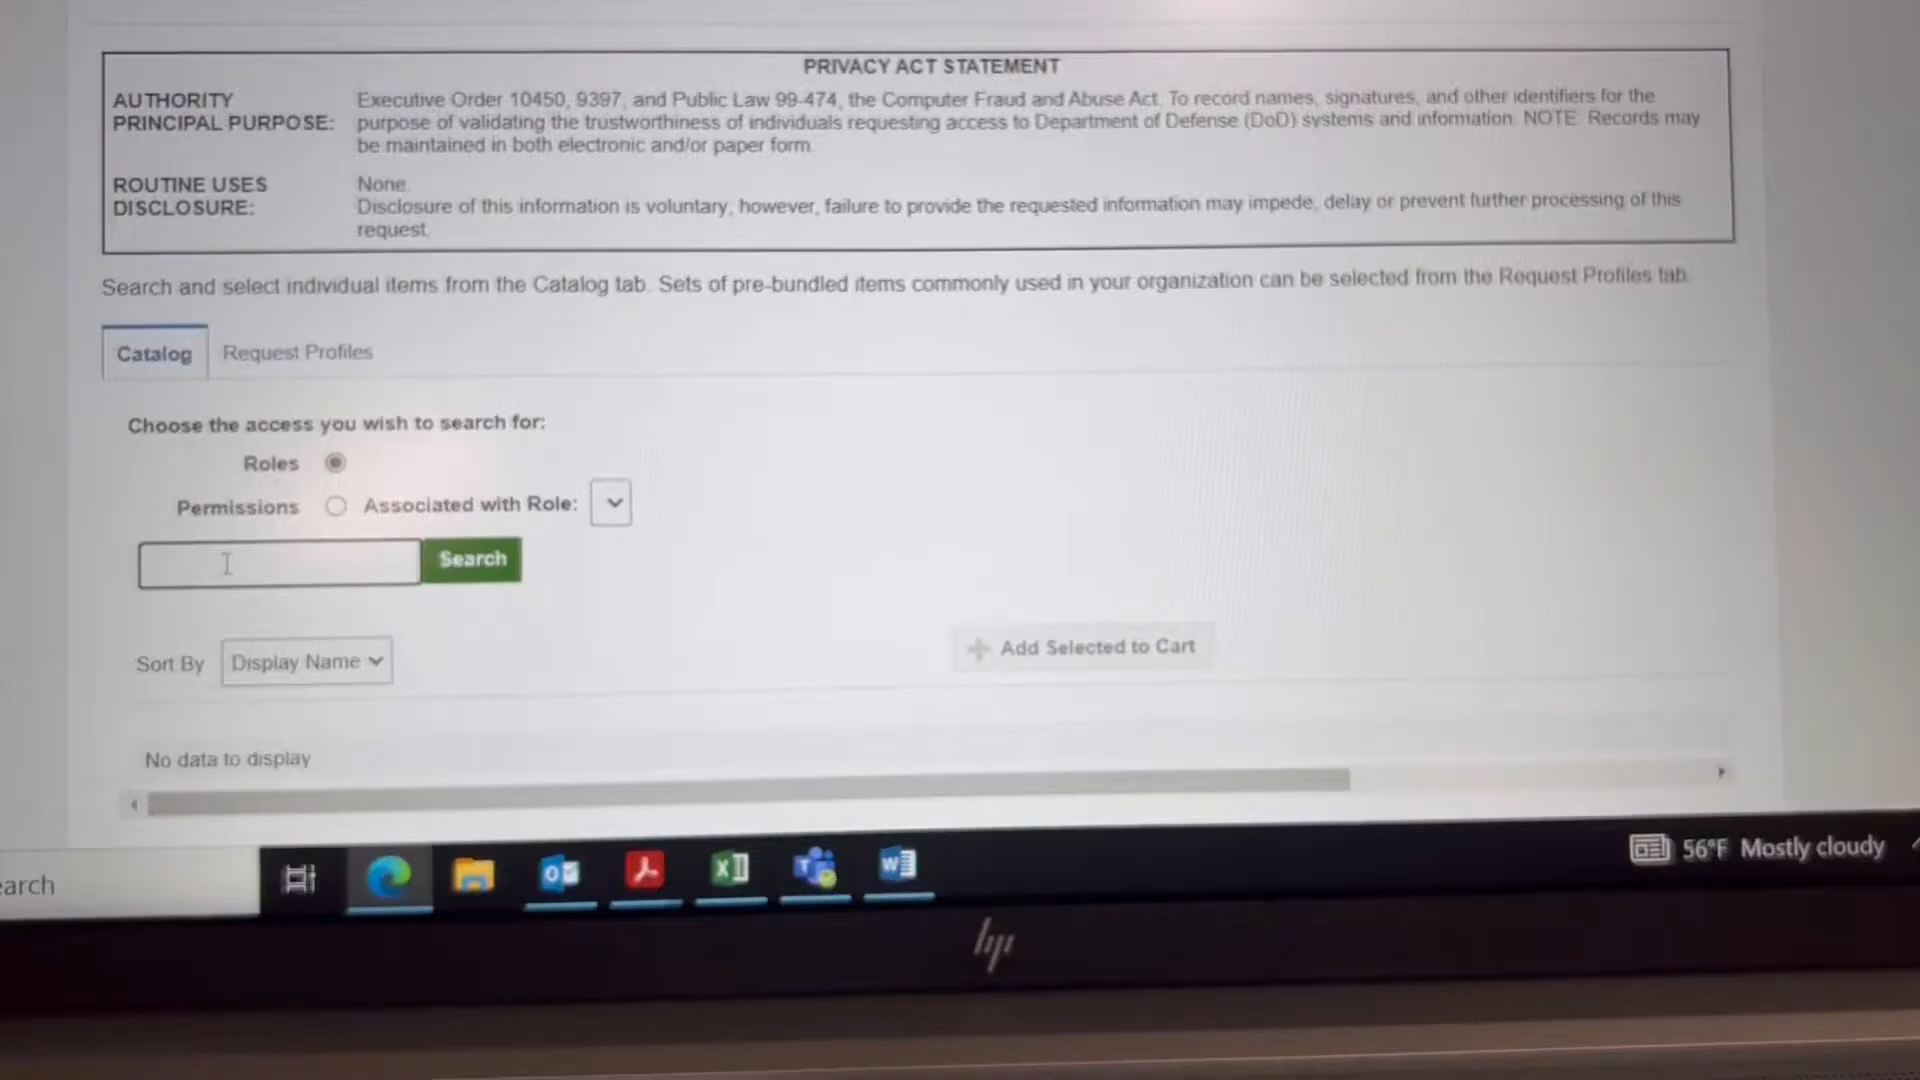 PRIVACY ACT STATEMENT
AUTHORITY
PRINCIPAL PURPOSE:
Executive Order 10450, 9397, and Public Law 99-474, the Computer Fraud and Abuse Act. To record names, signatures, and other identifiers for the
purpose of validating the trustworthiness of individuals requesting access to Department of Defense (DoD) systems and information. NOTE: Records may
be maintained in both electronic and/or paper form.
ROUTINE USES
DISCLOSURE:
None.
Disclosure of this information is voluntary, however, failure to provide the requested information may impede, delay or prevent further processing of this
request.
Search and select individual items from the Catalog tab. Sets of pre-bundled items commonly used in your organization can be selected from the Request Profiles tab.
Catalog Request Profiles
Choose the access you wish to search for:
Roles
Permissions Associated with Role:
Search
Sort By Display Name Add Selected to Cart
No data to display
earch
56°F Mostly cloudy
hp